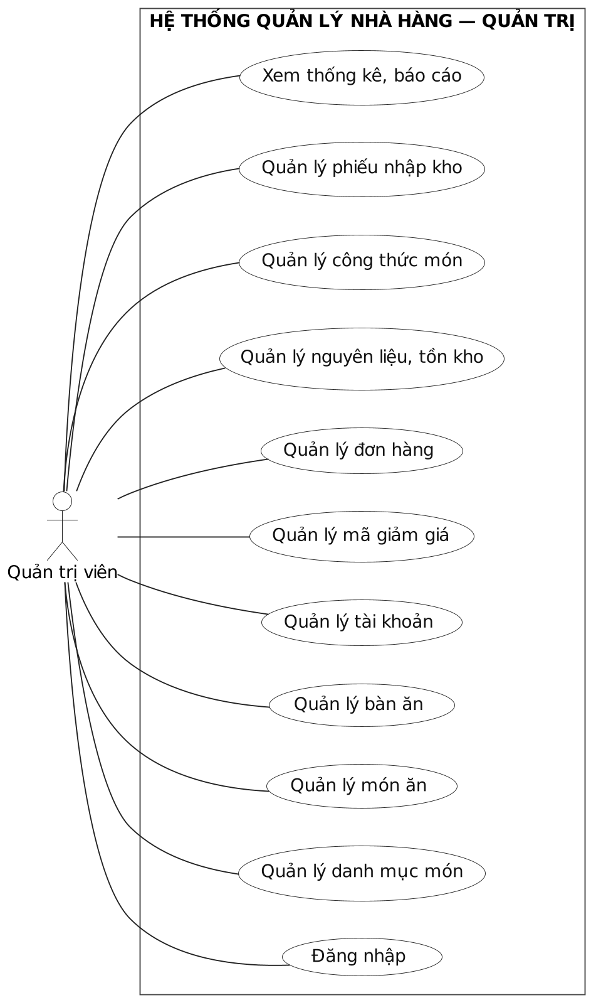 HỆ THỐNG QUẢN LÝ NHÀ HÀNG — QUẢN TRỊ
Xem thống kê, báo cáo
Quản lý phiếu nhập kho
Quản lý công thức món
Quản lý nguyên liệu, tồn kho
Quản lý đơn hàng
Quản lý mã giảm giá
Quản trị viên
Quản lý tài khoản
Quản lý bàn ăn
Quản lý món ăn
Quản lý danh mục món
Đăng nhập